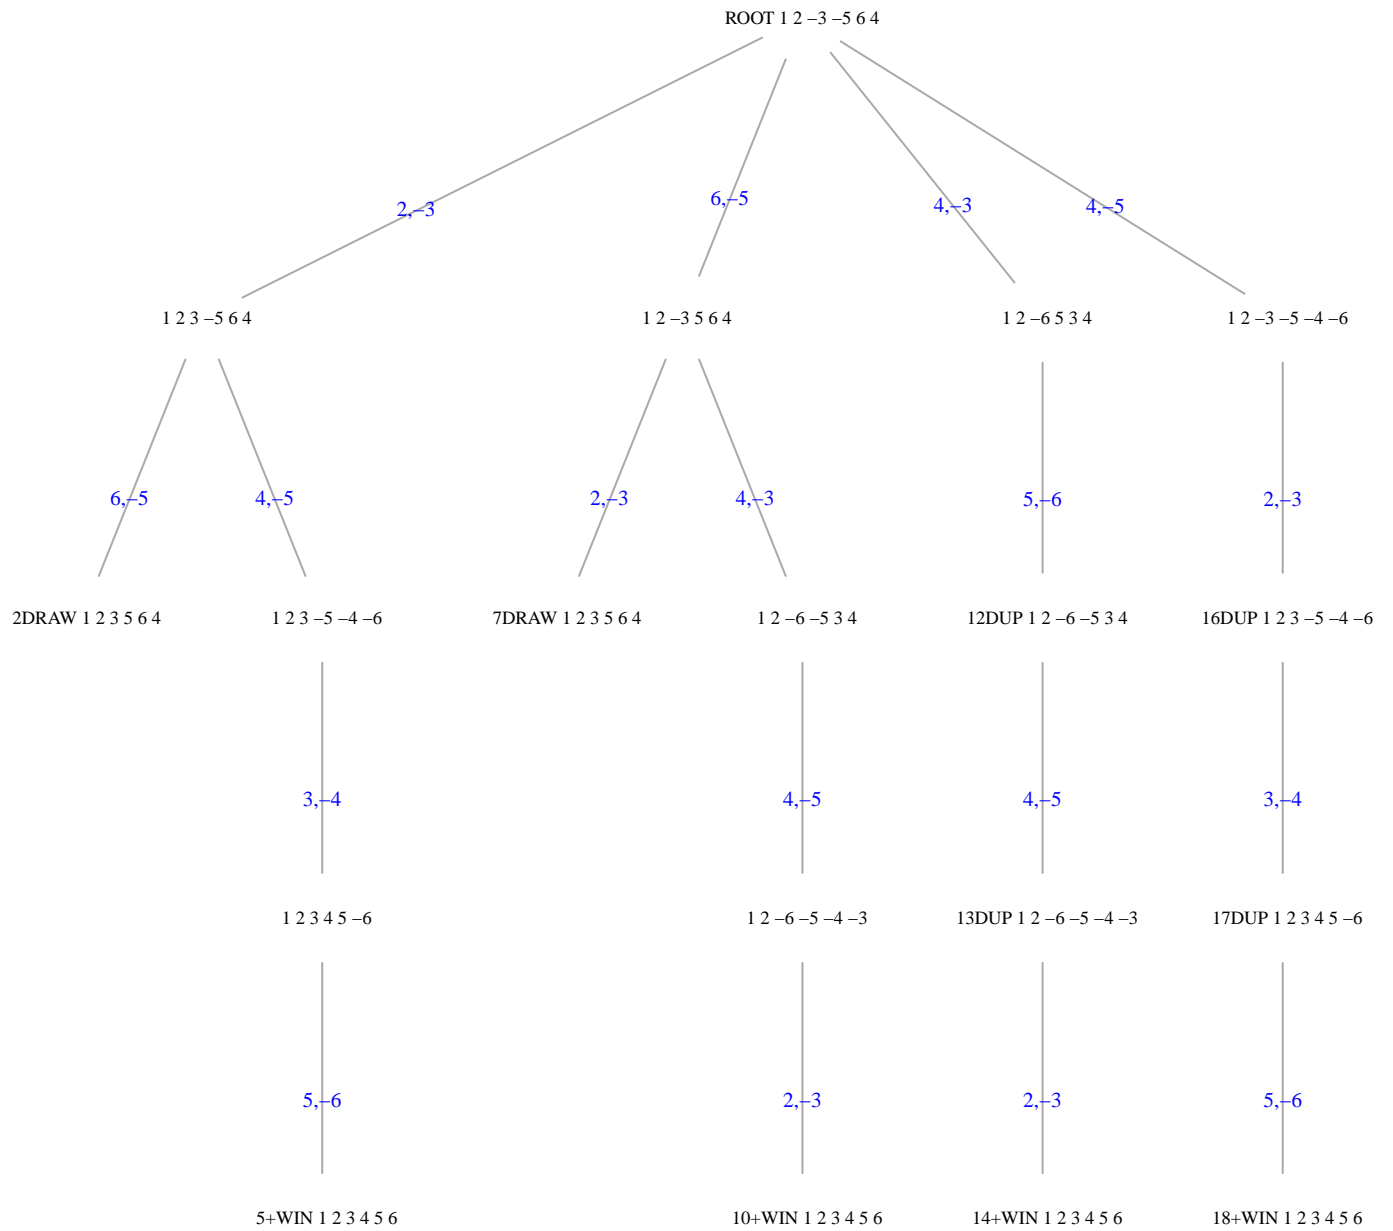 ROOT 1 2 −3 −5 6 4
2,−3
6,−5
4,−3
4,−5
1 2 3 −5 6 4
1 2 −3 5 6 4
1 2 −6 5 3 4
1 2 −3 −5 −4 −6
6,−5
4,−5
2,−3
4,−3
5,−6
2,−3
2DRAW 1 2 3 5 6 4
1 2 3 −5 −4 −6
7DRAW 1 2 3 5 6 4
1 2 −6 −5 3 4
12DUP 1 2 −6 −5 3 4
16DUP 1 2 3 −5 −4 −6
3,−4
4,−5
4,−5
3,−4
1 2 3 4 5 −6
1 2 −6 −5 −4 −3
13DUP 1 2 −6 −5 −4 −3
17DUP 1 2 3 4 5 −6
5,−6
2,−3
2,−3
5,−6
5+WIN 1 2 3 4 5 6
10+WIN 1 2 3 4 5 6
14+WIN 1 2 3 4 5 6
18+WIN 1 2 3 4 5 6